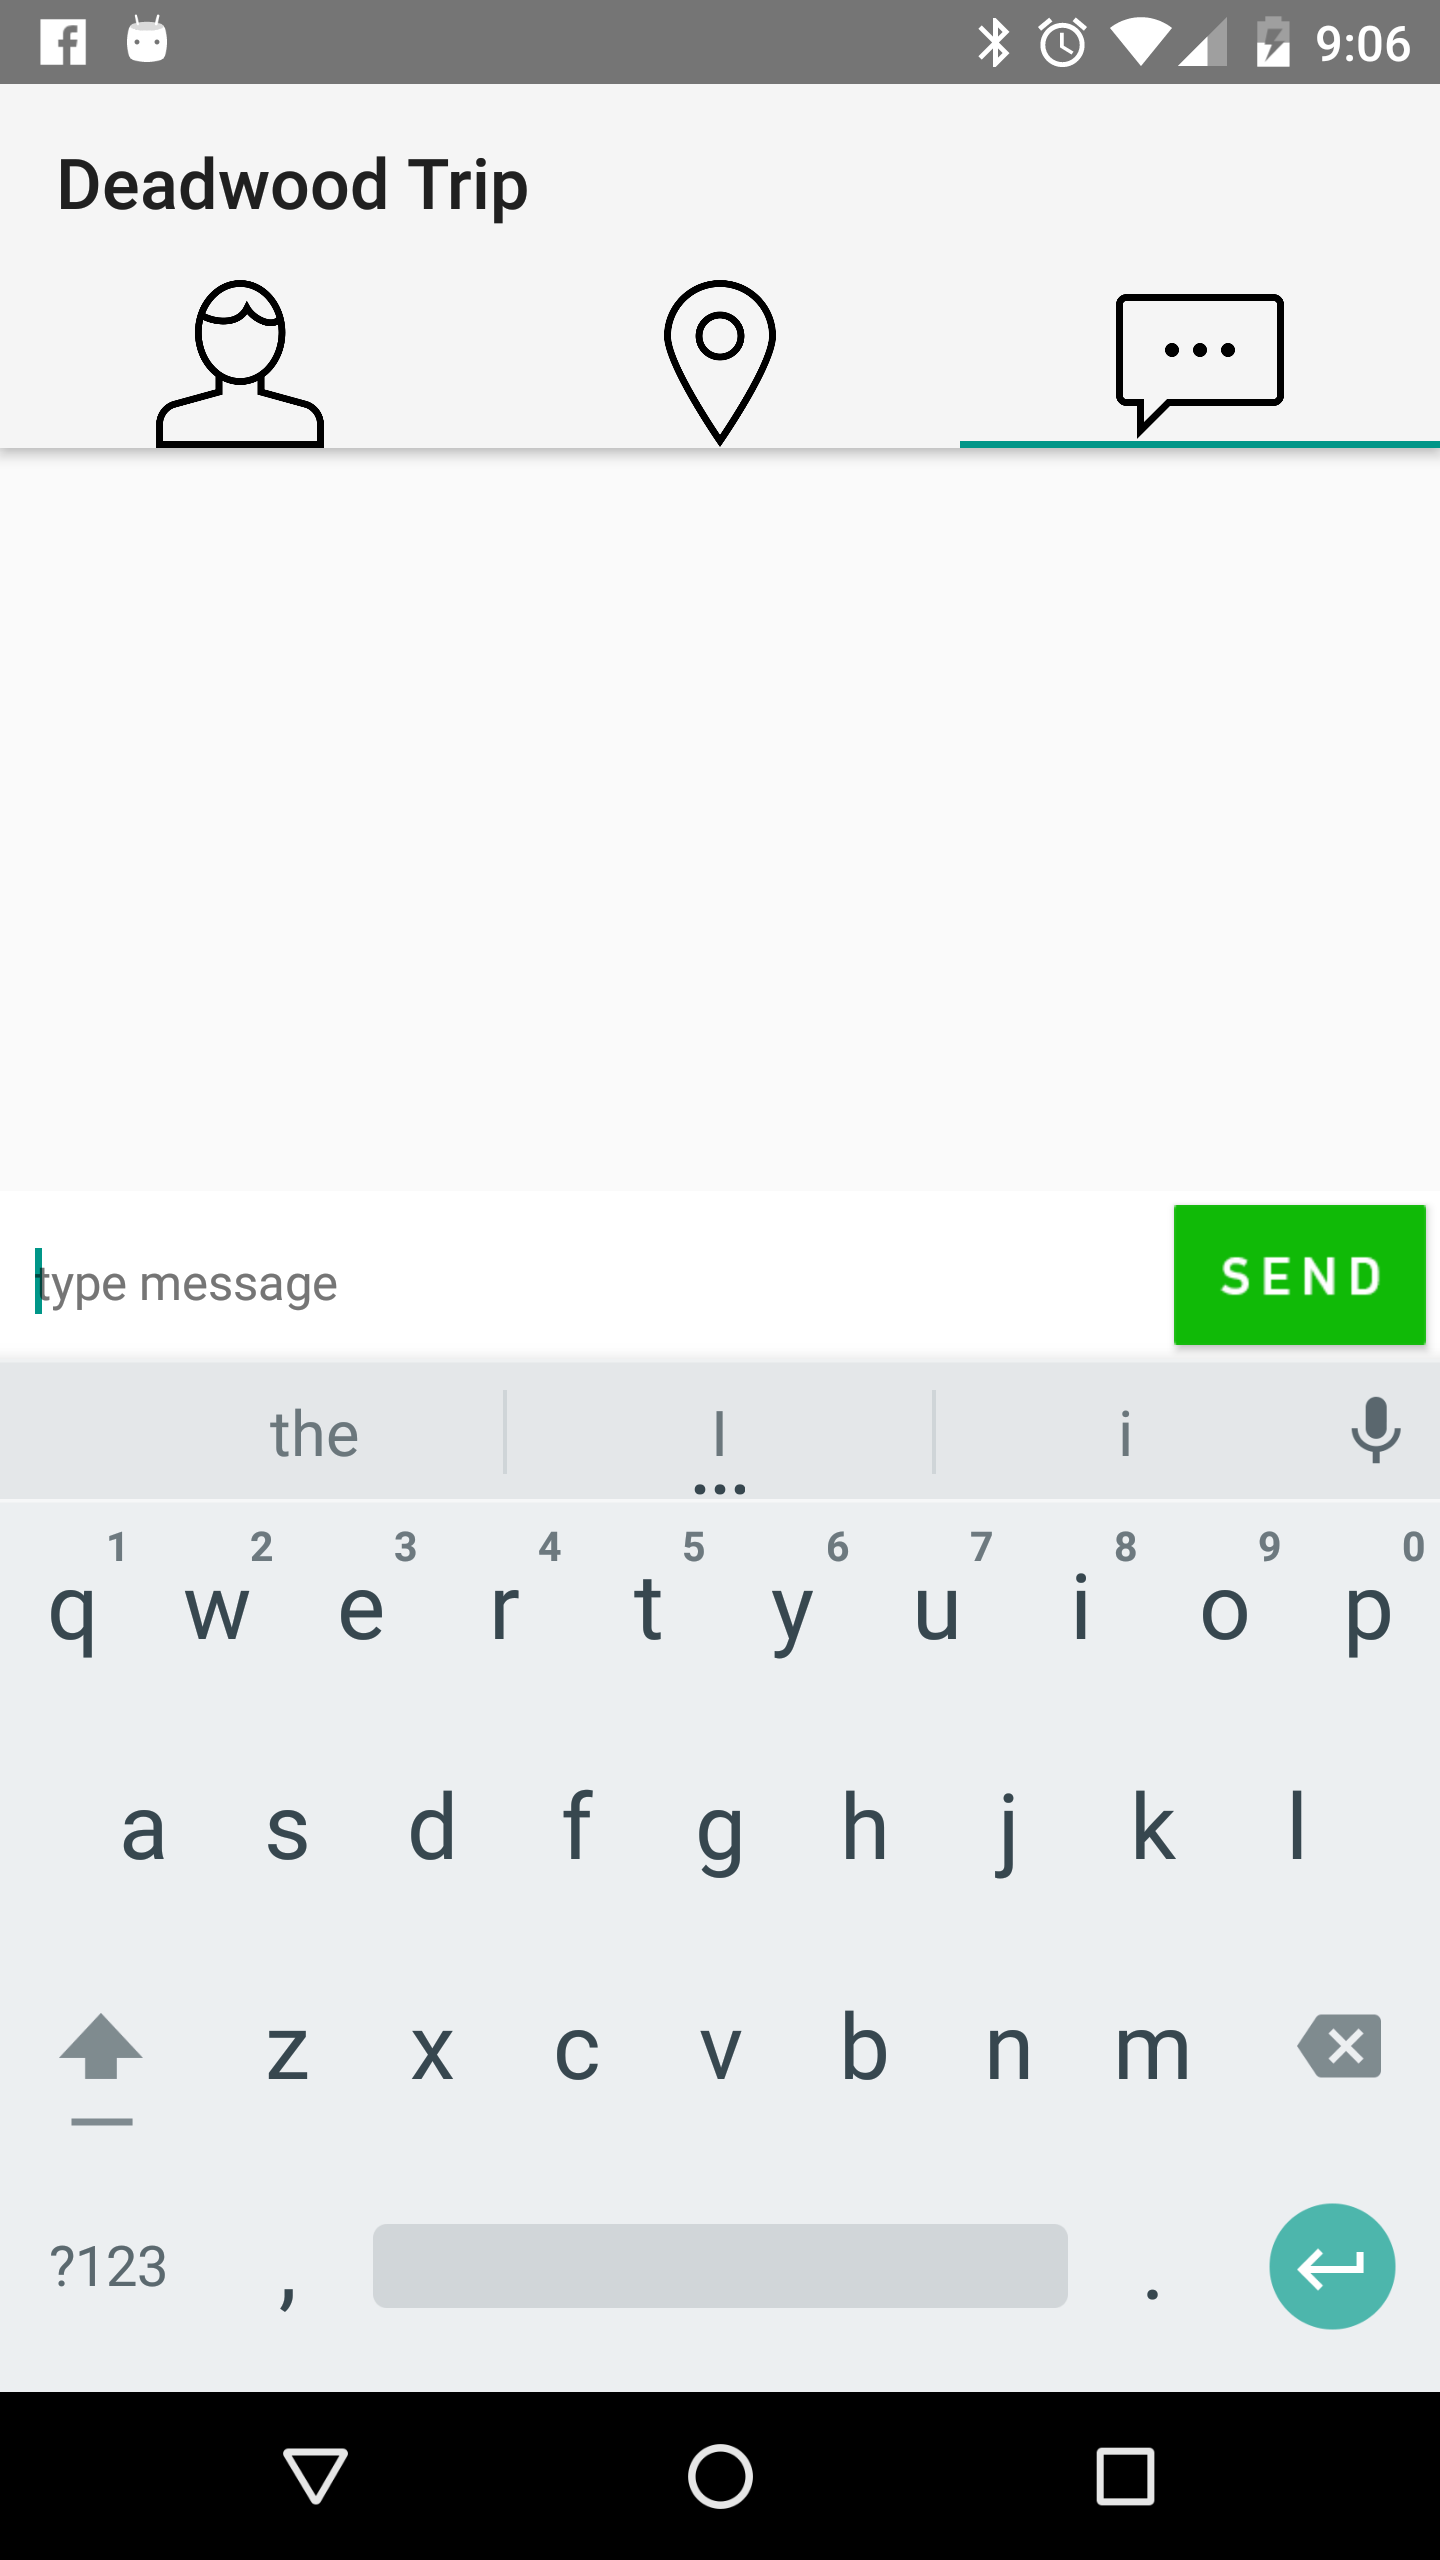 9:06
Deadwood Trip
type message
SEND
the I i
1 2 3 4 5 6 7 8 9 0
q w e r t y u i o p
a s d f g h j k l
z x c v b n m
?123 , .